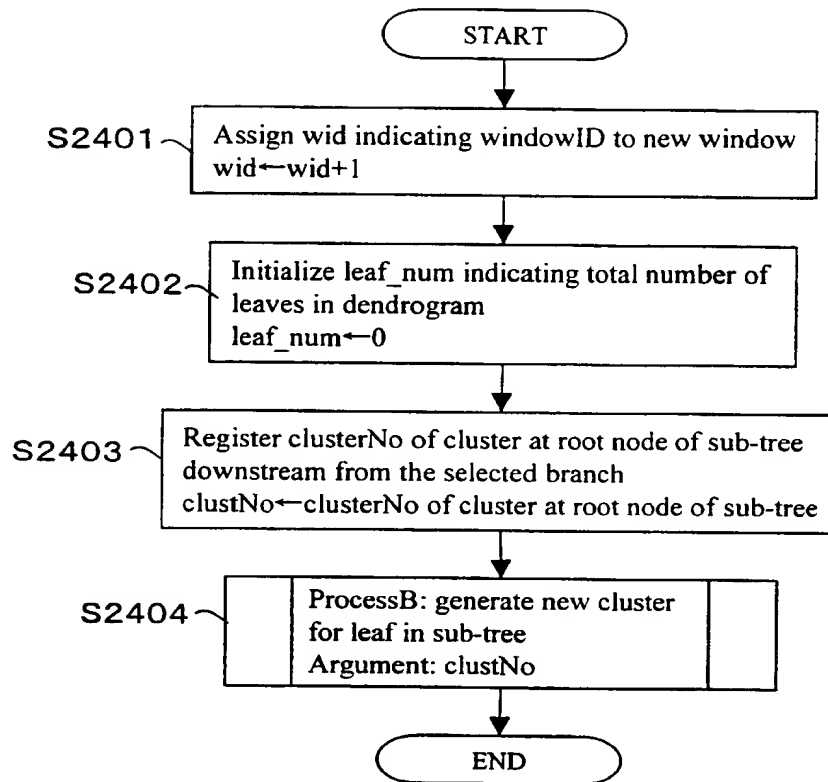 START
S2401
Assign wid indicating windowID to new window
wid←wid+1
S2402
Initialize leaf_num indicating total number of
leaves in dendrogram
leaf_num←0
S2403
Register clusterNo of cluster at root node of sub-tree
downstream from the selected branch
clustNo←clusterNo of cluster at root node of sub-tree
S2404
ProcessB: generate new cluster
for leaf in sub-tree
Argument: clustNo
END